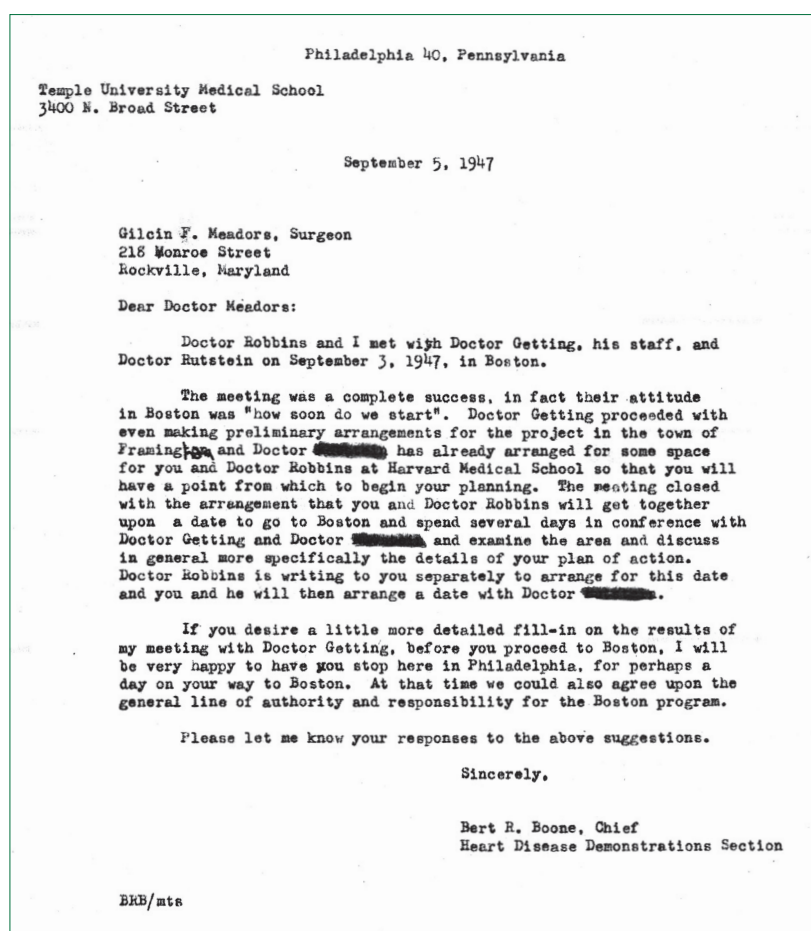 Philadelphia 40, Pennsylvania
Temple University Medical School
3400 N. Broad Street
September 5, 1947
Gilcin F. Meadors, Surgeon
218 Monroe Street
Rockville, Maryland
Dear Doctor Meadors:
Doctor Robbins and I met with Doctor Getting, his staff, and
Doctor Rutstein on September 3, 1947, in Boston.
The meeting was a complete success, in fact their attitude
in Boston was "how soon do we start". Doctor Getting proceeded with
even making preliminary arrangements for the project in the town of
and Doctor has already arranged for some space
for you and Doctor Robbins at Harvard Medical School so that you will
have a point from which to begin your planning. The meeting closed
with the arrangement that you and Doctor Robbins will get together
upon a date to go to Boston and spend several days in conference with
Doctor Getting and Doctor and examine the area and discuss
in general more specifically the details of your plan of action.
Doctor Robbins is writing to you separately to arrange for this date
and you and he will then arrange a date with Doctor .
If you desire a little more detailed fill-in on the results of
my meeting with Doctor Getting, before you proceed to Boston, I will
be very happy to have you stop here in Philadelphia, for perhaps a
day on your way to Boston. At that time we could also agree upon the
general line of authority and responsibility for the Boston program.
Please let me know your responses to the above suggestions.
Sincerely,
Bert R. Boone, Chief
Heart Disease Demonstrations Section
BRB/mts